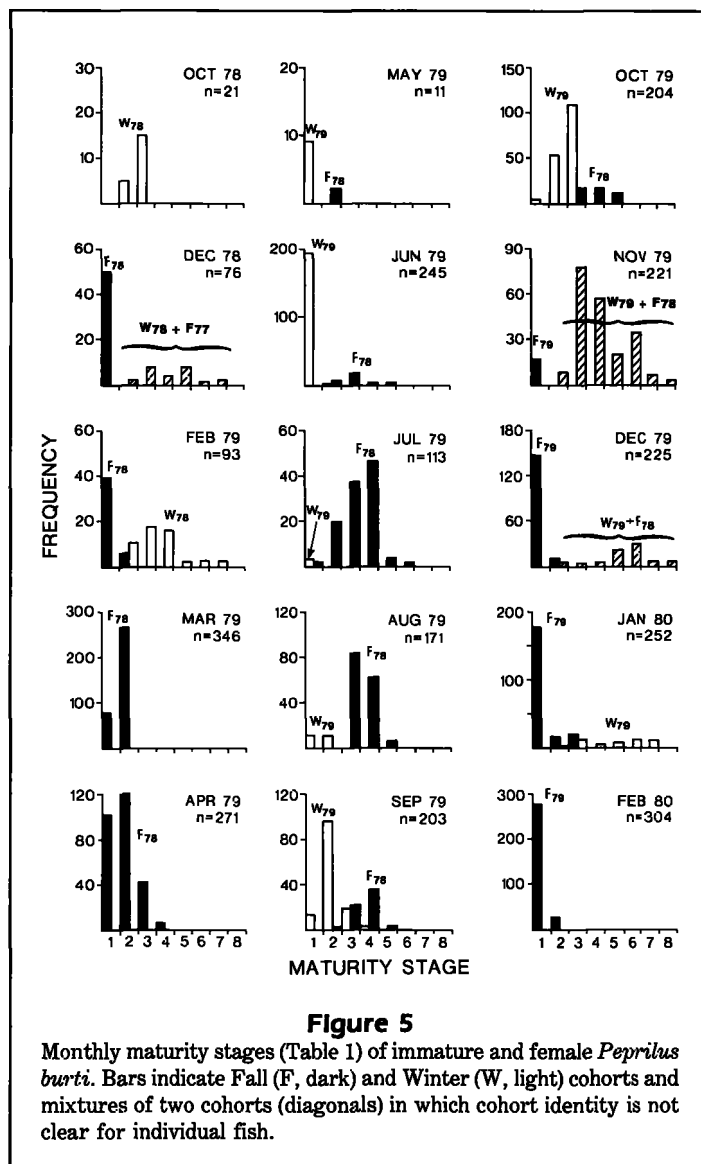 30
20
10
OCT 78
n=21
W78
20
10
MAY 79
n=11
W79
F78
150
100
50
OCT 79
n=204
W79
F78
60
40
20
DEC 78
n=76
F78
W78 + F77
200
100
JUN 79
n=245
W79
F78
90
60
30
NOV 79
n=221
W79 + F78
F79
60
40
20
FEB 79
n=93
F78
W78
60
40
20
JUL 79
n=113
F78
W79
180
120
60
DEC 79
n=225
F79
W79+F78
300
200
100
MAR 79
n=346
F78
120
80
40
AUG 79
n=171
F78
W79
200
100
JAN 80
n=252
F79
W79
120
80
40
APR 79
n=271
F78
1 2 3 4 5 6 7 8
120
80
40
SEP 79
n=203
W79
F78
1 2 3 4 5 6 7 8
300
200
100
FEB 80
n=304
F79
1 2 3 4 5 6 7 8
FREQUENCY
MATURITY STAGE
Figure 5
Monthly maturity stages (Table 1) of immature and female Peprilus
burti. Bars indicate Fall (F, dark) and Winter (W, light) cohorts and
mixtures of two cohorts (diagonals) in which cohort identity is not
clear for individual fish.